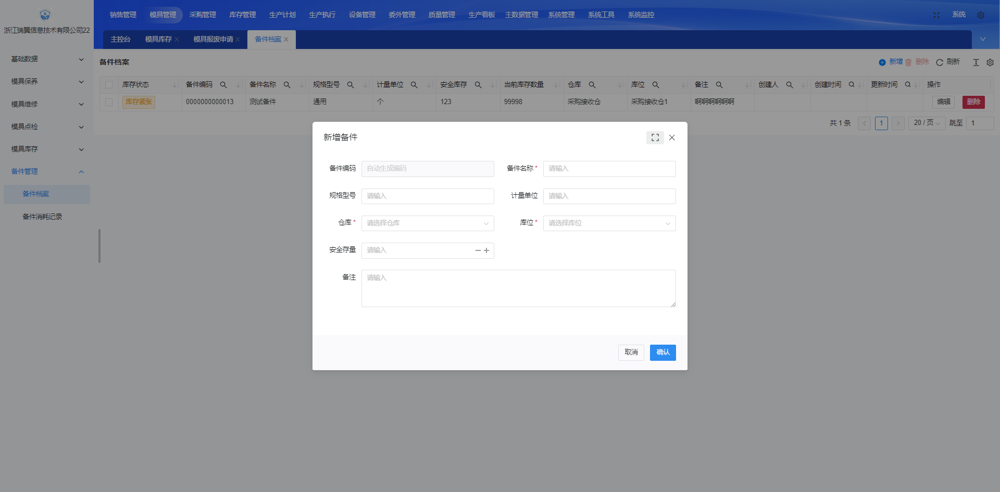 浙江瑞翼信息技术有限公司22
销售管理 模具管理 采购管理 库存管理 生产计划 生产执行 设备管理 委外管理 质量管理 生产看板 主数据管理 系统管理 系统工具 系统监控 系统
主控台 模具库存 模具报废申请 备件档案
基础数据
模具保养
模具维修
模具点检
模具库存
备件管理
备件档案
备件消耗记录
备件档案 新增 删除 刷新
库存状态 备件编码 备件名称 规格型号 计量单位 安全库存 当前库存数量 仓库 库位 备注 创建人 创建时间 更新时间 操作
库存紧张 0000000000013 测试备件 通用 个 123 99998 采购接收仓 采购接收仓1 啊啊啊啊啊啊 编辑 删除
共 1 条 1 20 / 页 跳至 1
新增备件
备件编码 自动生成编码 备件名称 * 请输入
规格型号 请输入 计量单位 请输入
仓库 * 请选择仓库 库位 * 请选择库位
安全存量 请输入
备注 请输入
取消 确认